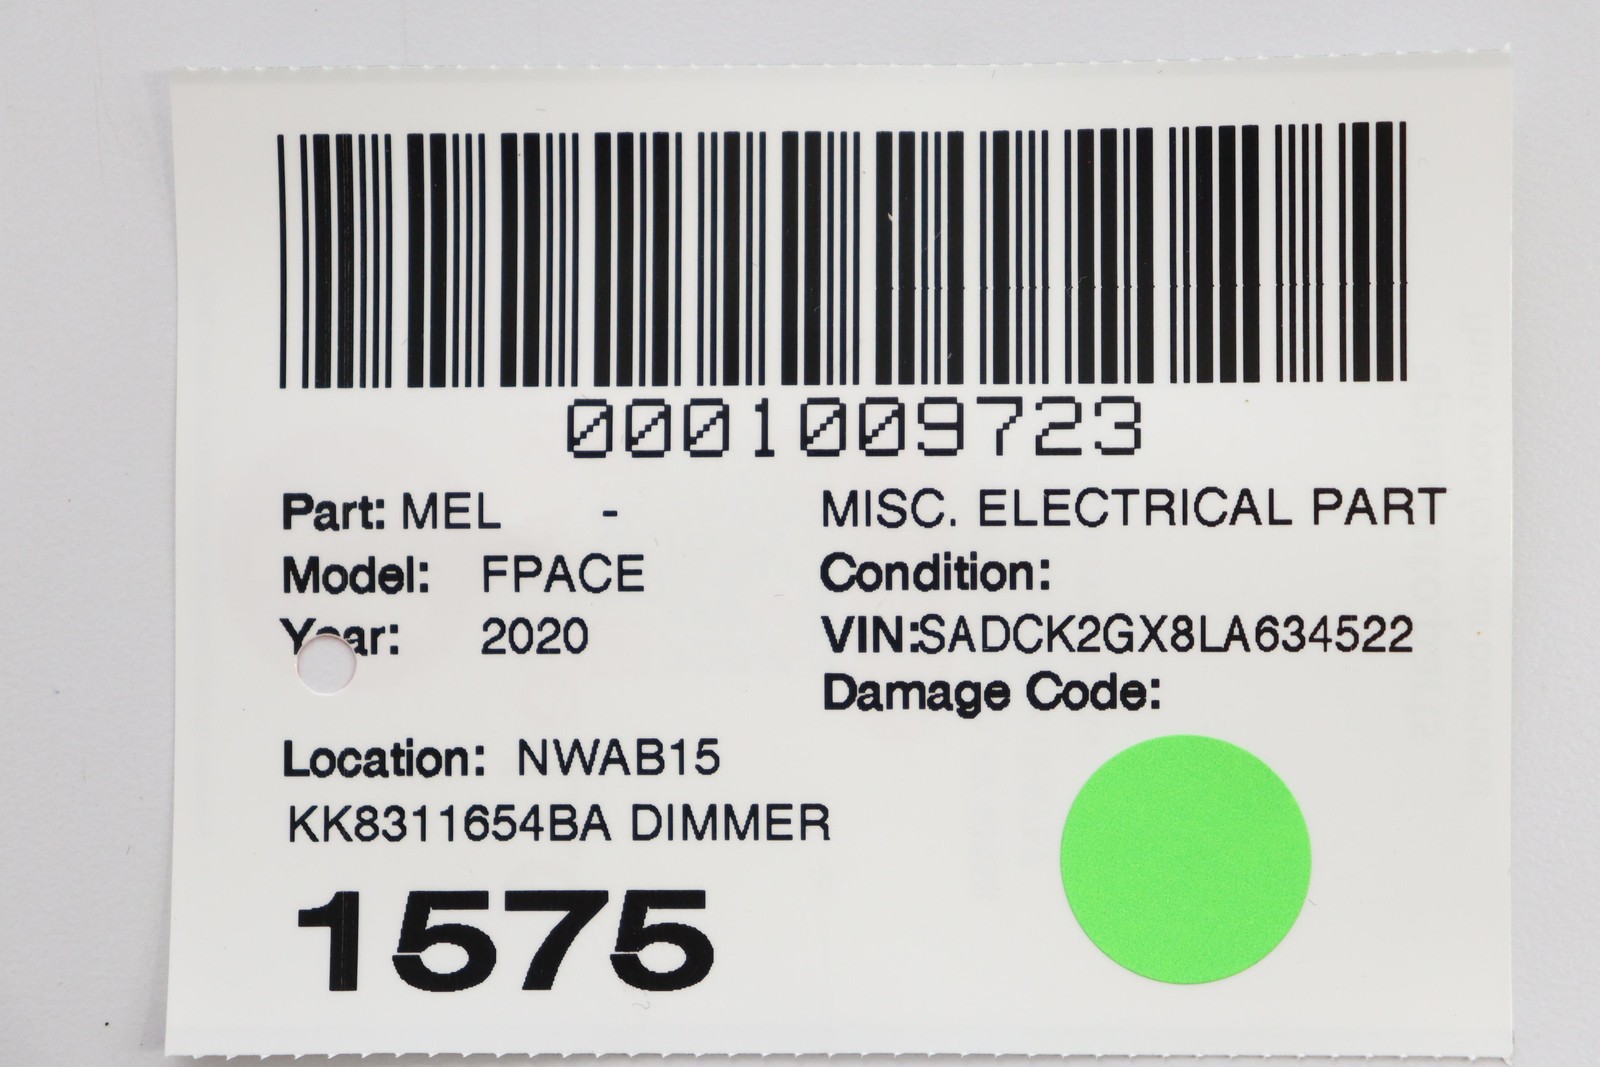 0001009723
Part: MEL - MISC. ELECTRICAL PART
Model: FPACE Condition:
Year: 2020 VIN:SADCK2GX8LA634522
Damage Code:
Location: NWAB15
KK8311654BA DIMMER
1575